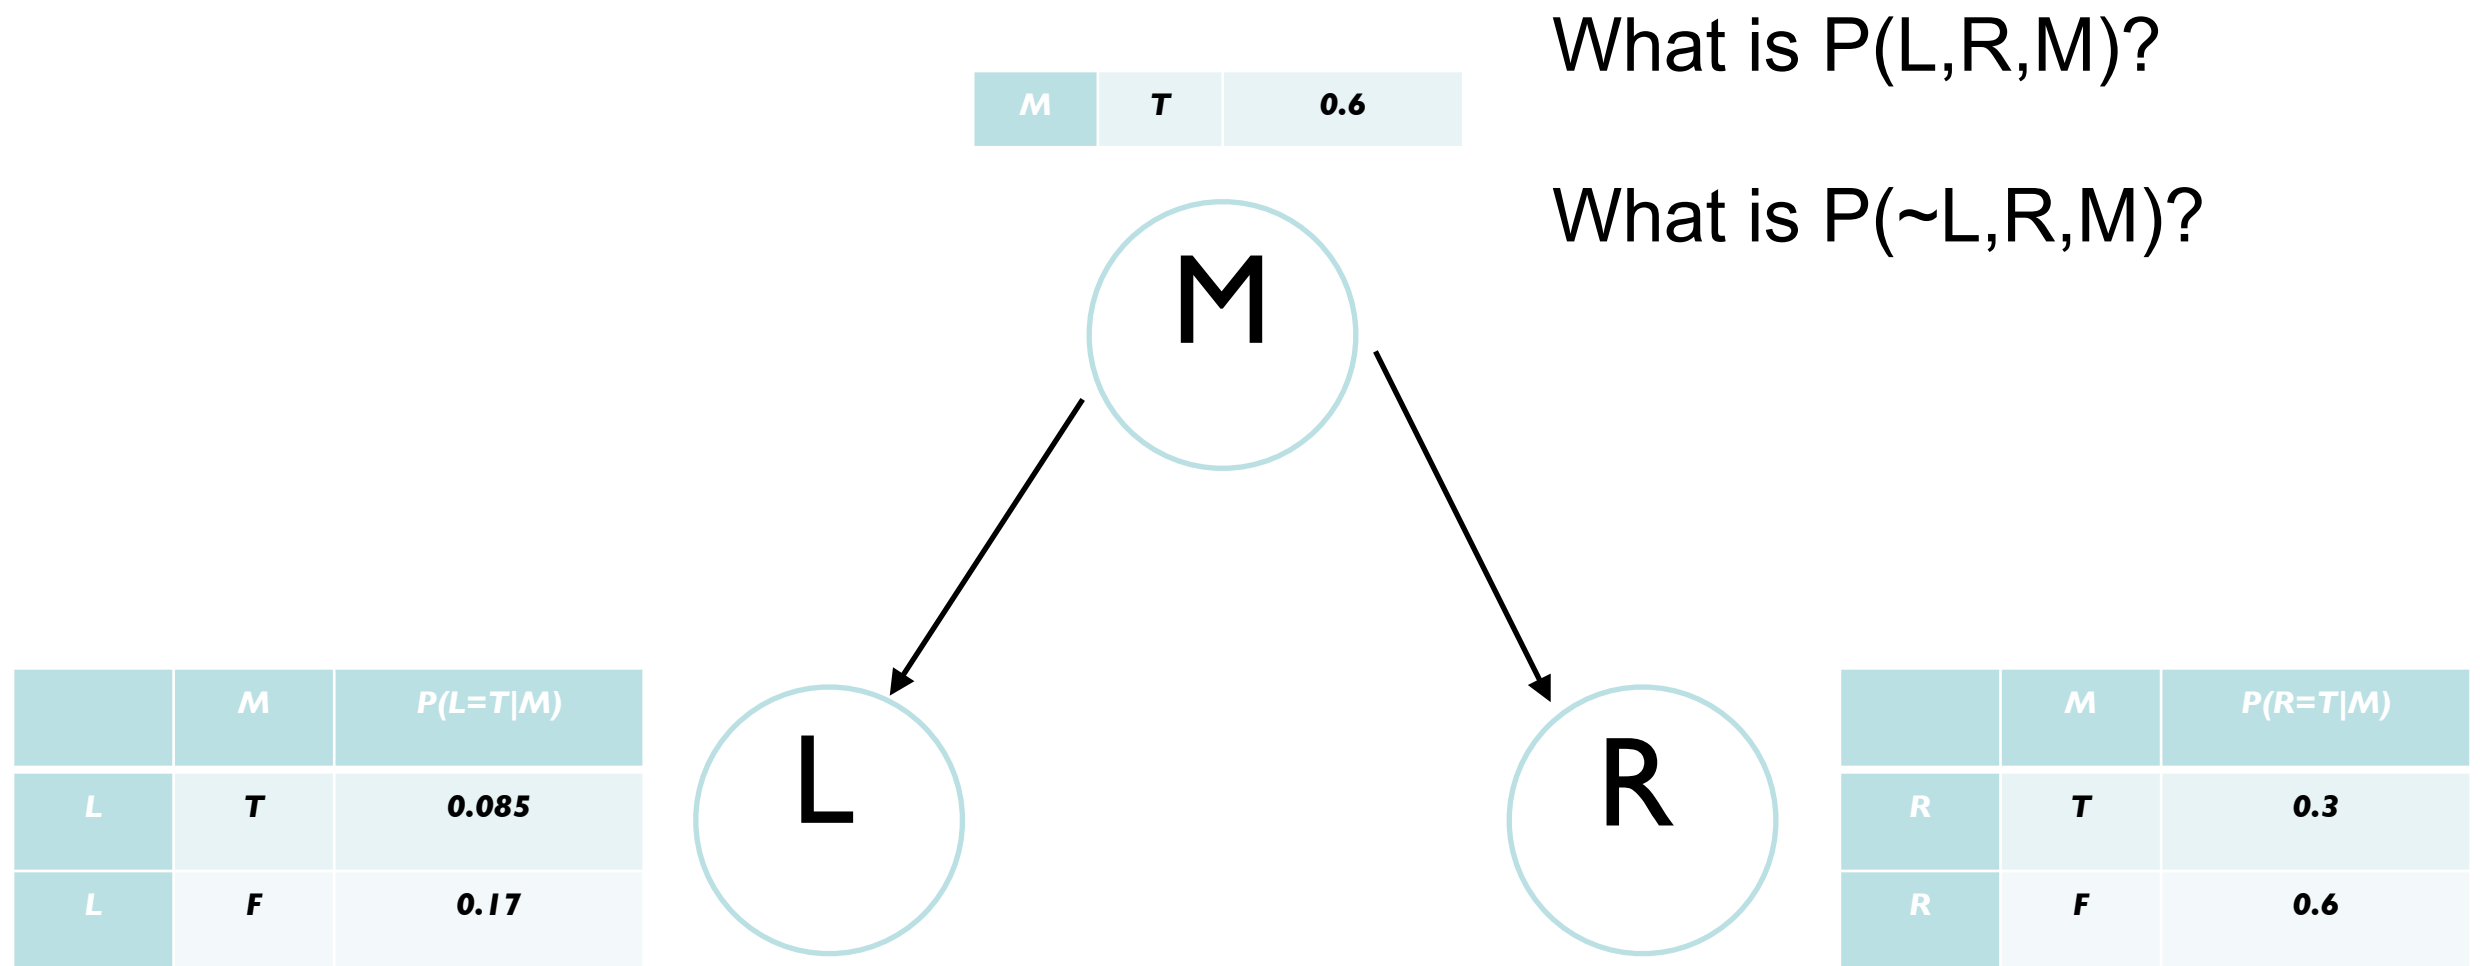 What is P(L,R,M)?
M T 0.6
What is P(~L,R,M)?
M
L
R
M P(L=T|M)
L T 0.085
L F 0.17
M P(R=T|M)
R T 0.3
R F 0.6